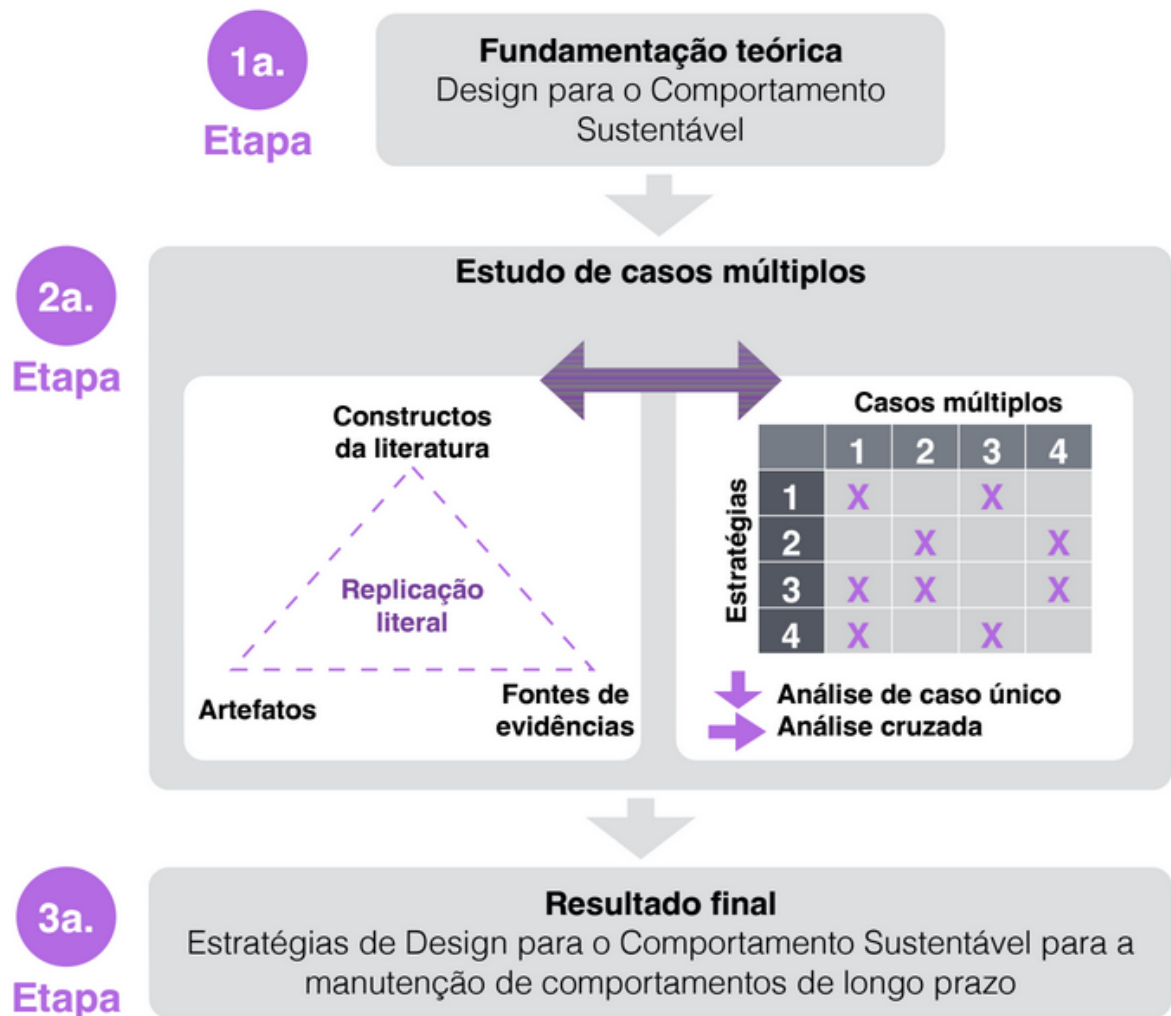 1a.
Etapa
Fundamentação teórica
Design para o Comportamento
Sustentável
2a.
Etapa
Estudo de casos múltiplos
Constructos
da literatura
Replicação
literal
Artefatos
Fontes de
evidências
Casos múltiplos
Estratégias
1 2 3 4
1 X X
2 X X
3 X X X
4 X X
Análise de caso único
Análise cruzada
3a.
Etapa
Resultado final
Estratégias de Design para o Comportamento Sustentável para a
manutenção de comportamentos de longo prazo